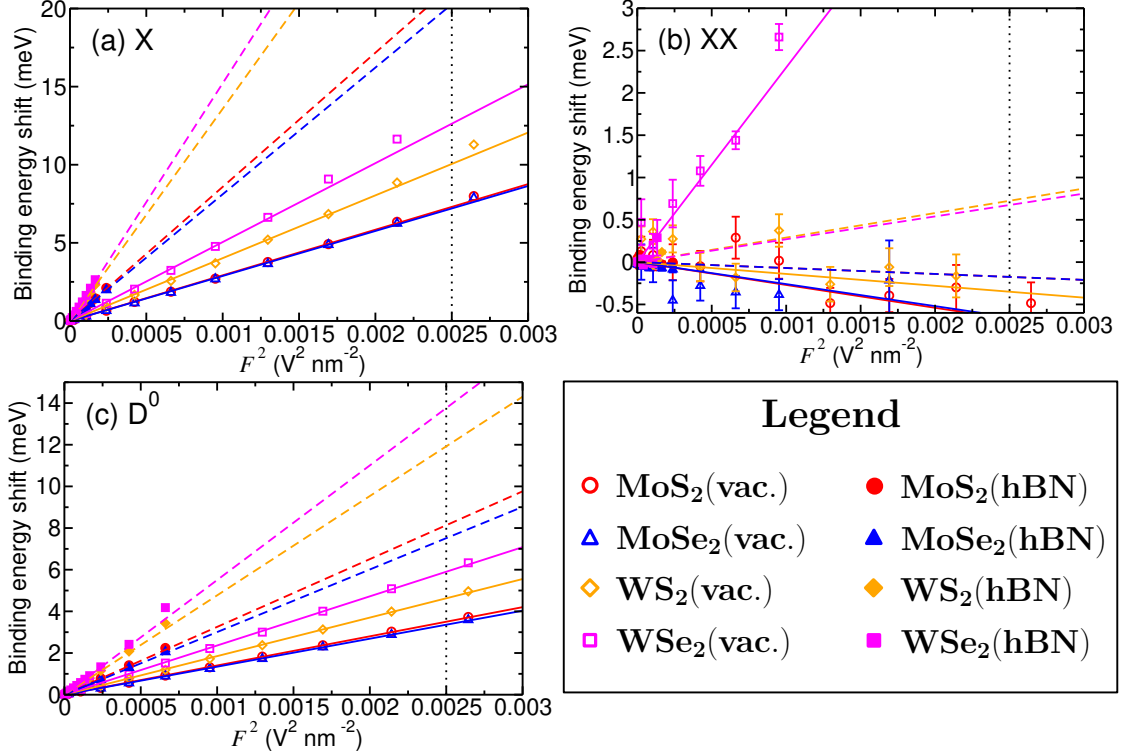 (a) X
Binding energy shift (meV)
20
15
10
5
0
0 0.0005 0.001 0.0015 0.002 0.0025 0.003
F² (V² nm⁻²)
(b) XX
Binding energy shift (meV)
3
2.5
2
1.5
1
0.5
0
-0.5
0 0.0005 0.001 0.0015 0.002 0.0025 0.003
F² (V² nm⁻²)
(c) D⁰
Binding energy shift (meV)
14
12
10
8
6
4
2
0
0 0.0005 0.001 0.0015 0.002 0.0025 0.003
F² (V² nm⁻²)
Legend
MoS₂(vac.) MoS₂(hBN)
MoSe₂(vac.) MoSe₂(hBN)
WS₂(vac.) WS₂(hBN)
WSe₂(vac.) WSe₂(hBN)